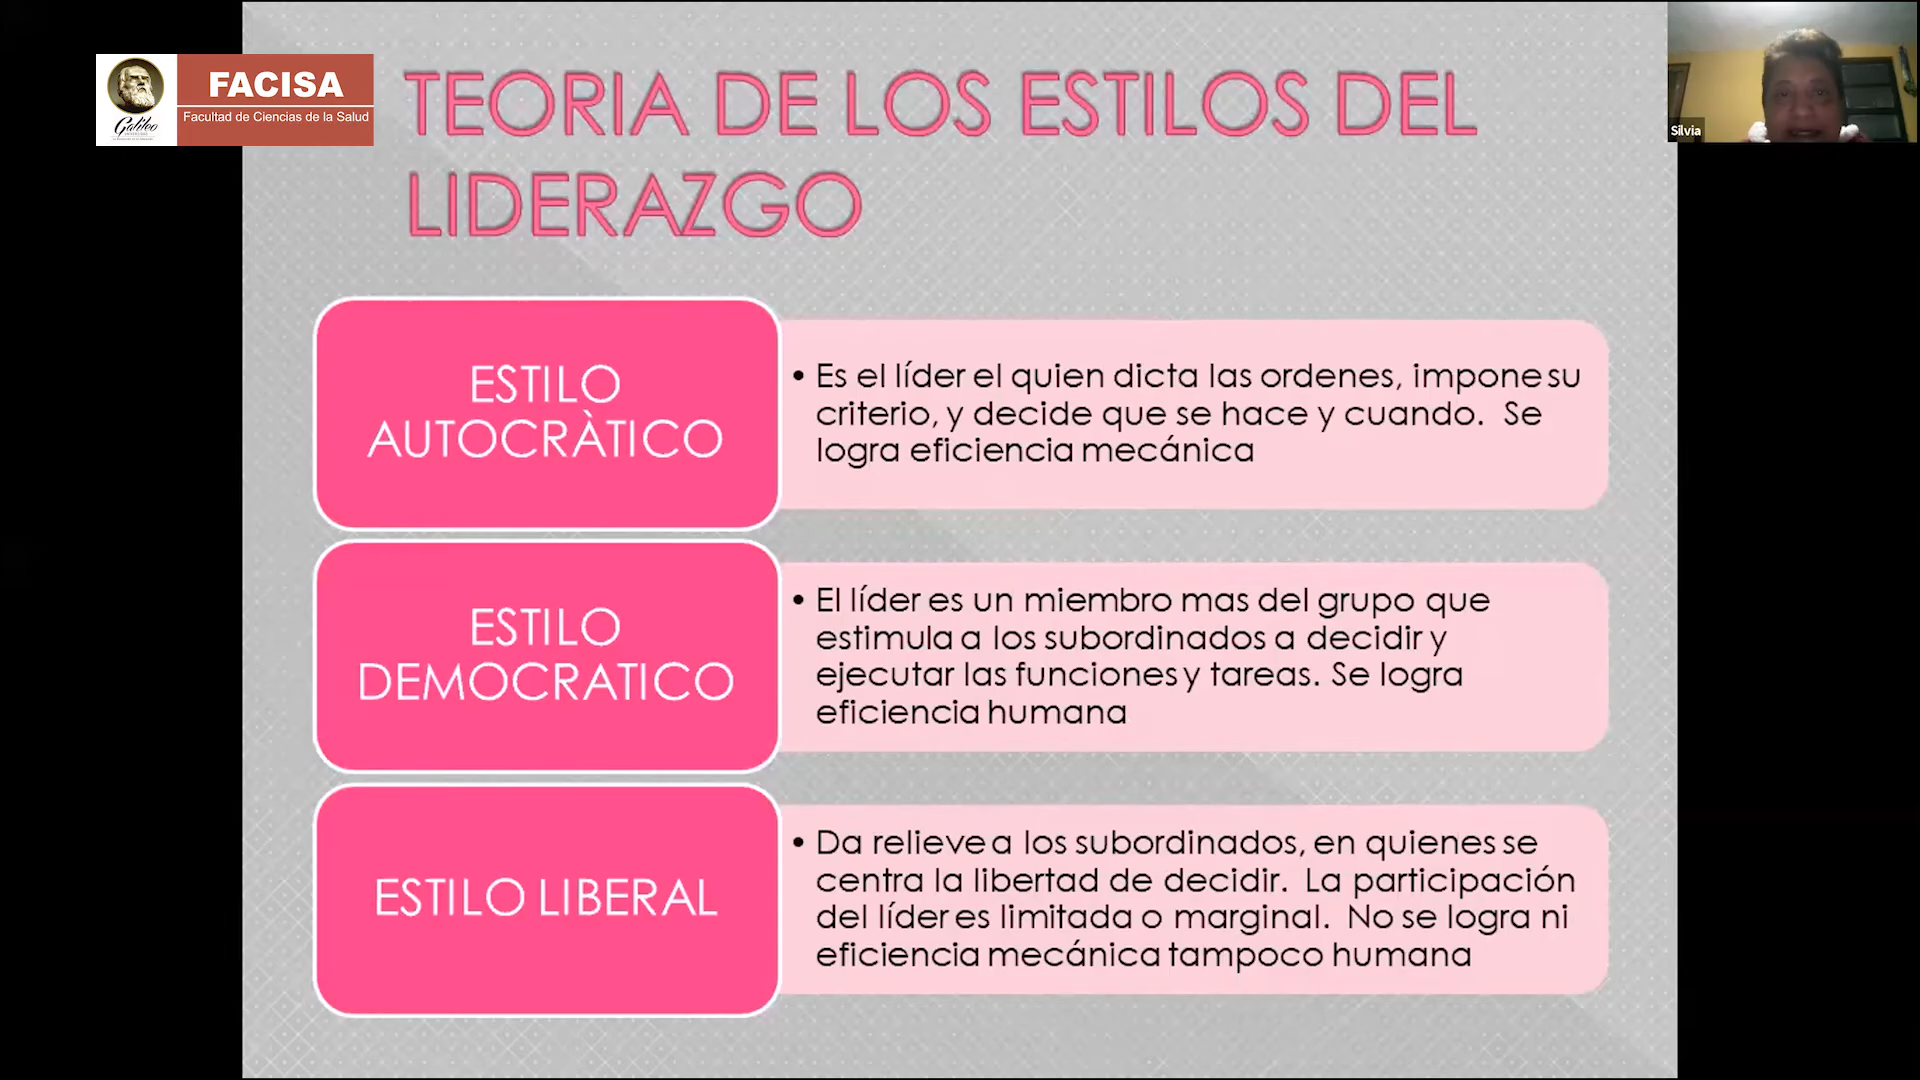 FACISA
Galileo
Facultad de Ciencias de la Salud
TEORIA DE LOS ESTILOS DEL
LIDERAZGO
Silvia
ESTILO
AUTOCRÀTICO
• Es el líder el quien dicta las ordenes, impone su
criterio, y decide que se hace y cuando. Se
logra eficiencia mecánica
ESTILO
DEMOCRATICO
• El líder es un miembro mas del grupo que
estimula a los subordinados a decidir y
ejecutar las funciones y tareas. Se logra
eficiencia humana
ESTILO LIBERAL
• Da relieve a los subordinados, en quienes se
centra la libertad de decidir. La participación
del líder es limitada o marginal. No se logra ni
eficiencia mecánica tampoco humana